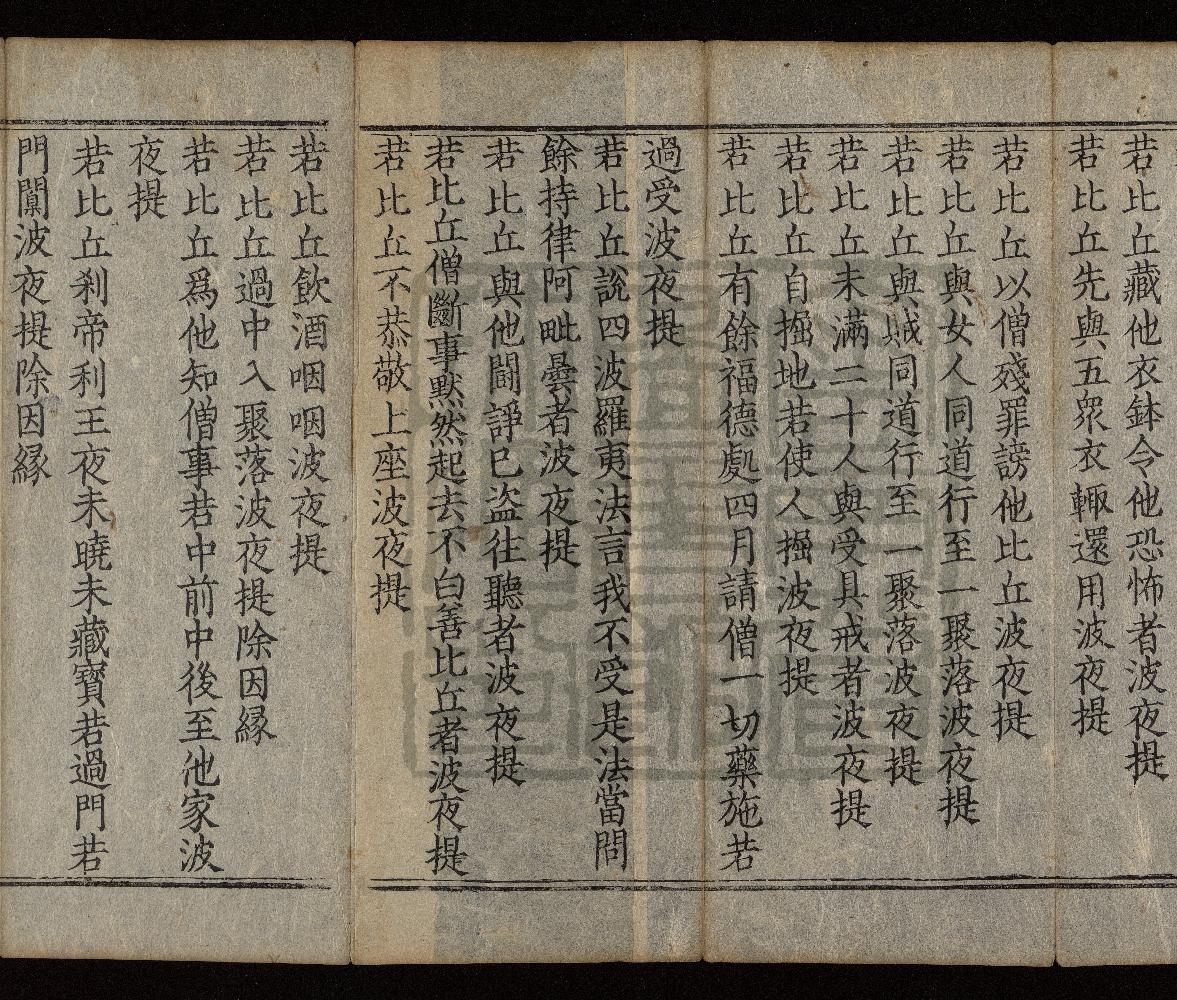 若比丘藏他衣鉢令他恐怖者波夜提
若比丘先與五衆衣輙還用波夜提
若比丘以僧殘罪謗他比丘波夜提
若比丘與女人同道行至一聚落波夜提
若比丘與賊同道行至一聚落波夜提
若比丘未滿二十人與受具戒者波夜提
若比丘自掘地若使人掘波夜提
若比丘有餘福德處四月請僧一切藥施若
過受波夜提
若比丘說四波羅夷法言我不受是法當問
餘持律阿毗曇者波夜提
若比丘與他鬪諍已盜往聽者波夜提
若比丘僧斷事默然起去不白善比丘者波夜提
若比丘不恭敬上座波夜提
若比丘飲酒咽咽波夜提
若比丘過中入聚落波夜提除因縁
若比丘爲他知僧事若中前中後至他家波
夜提
若比丘刹帝利王夜未曉未藏寶若過門若
門闑波夜提除因縁